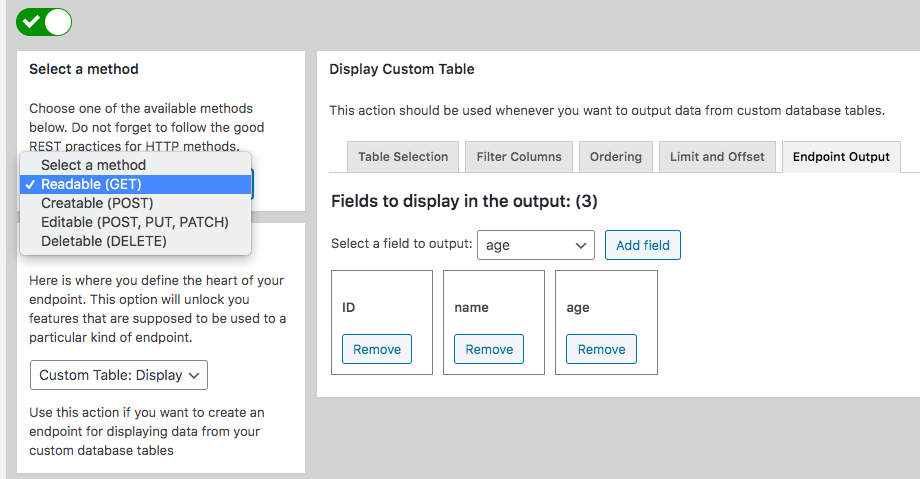 Select a method
Choose one of the available methods
below. Do not forget to follow the good
REST practices for HTTP methods.
Select a method
Readable (GET)
Creatable (POST)
Editable (POST, PUT, PATCH)
Deletable (DELETE)
Here is where you define the heart of your
endpoint. This option will unlock you
features that are supposed to be used to a
particular kind of endpoint.
Custom Table: Display
Use this action if you want to create an
endpoint for displaying data from your
custom database tables
Display Custom Table
This action should be used whenever you want to output data from custom database tables.
Table Selection Filter Columns Ordering Limit and Offset Endpoint Output
Fields to display in the output: (3)
Select a field to output: age Add field
ID name age
Remove Remove Remove